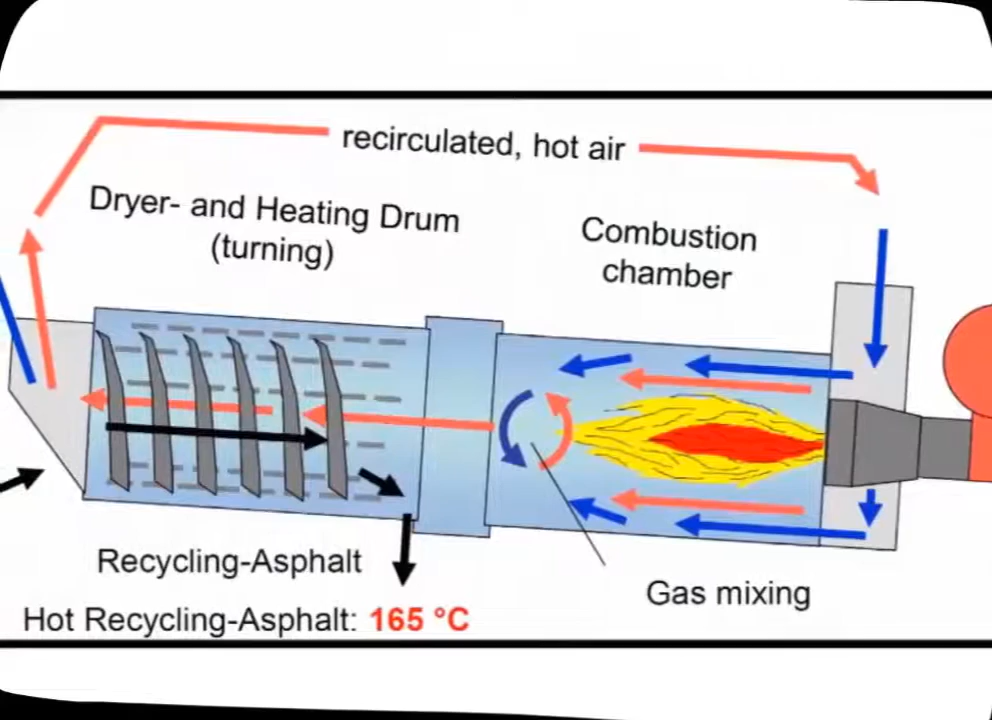 recirculated, hot air
Dryer- and Heating Drum
(turning)
Combustion
chamber
Recycling-Asphalt
Gas mixing
Hot Recycling-Asphalt: 165 °C